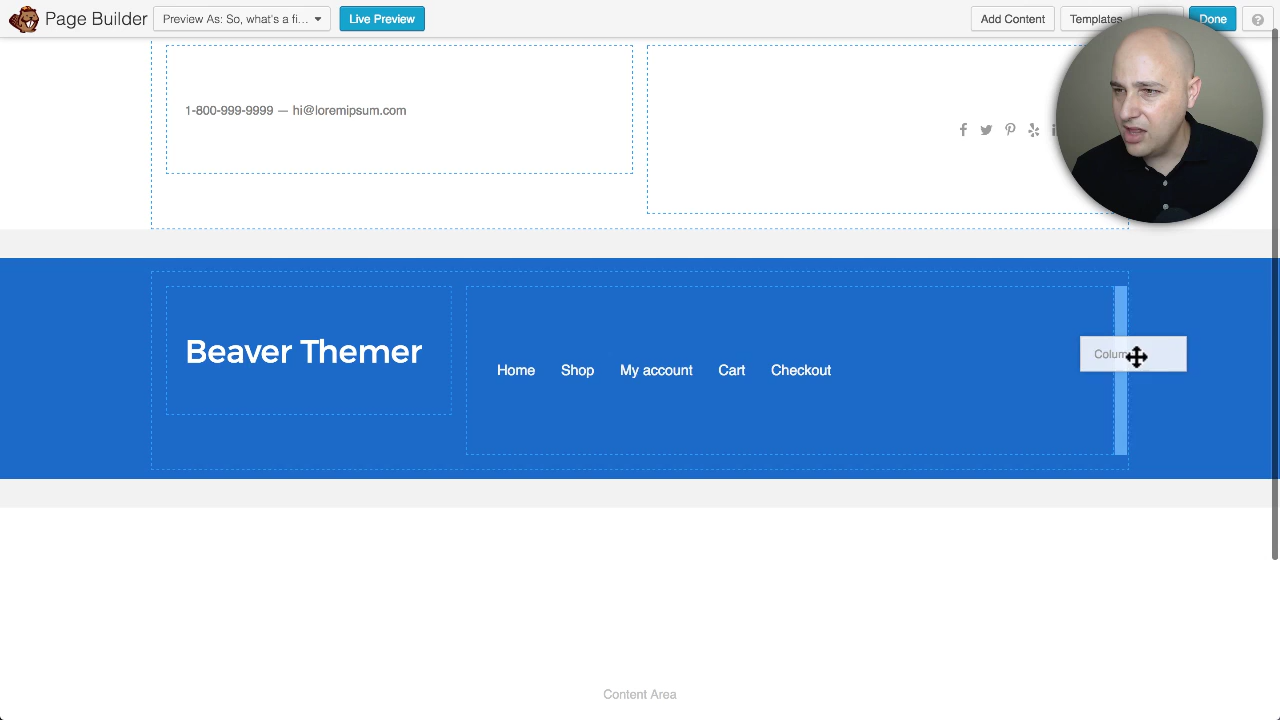 Page Builder
Preview As: So, what's a fi...
Live Preview
Add Content
Templates
Done
1-800-999-9999 — hi@loremipsum.com
Beaver Themer
Home Shop My account Cart Checkout
Content Area